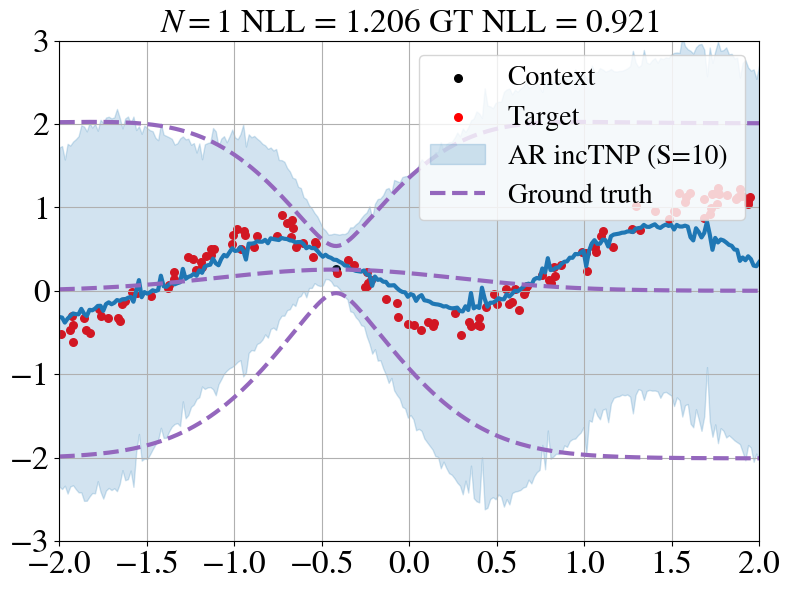 N = 1 NLL = 1.206 GT NLL = 0.921
3
2
1
0
−1
−2
−3
Context
Target
AR incTNP (S=10)
Ground truth
−2.0 −1.5 −1.0 −0.5 0.0 0.5 1.0 1.5 2.0